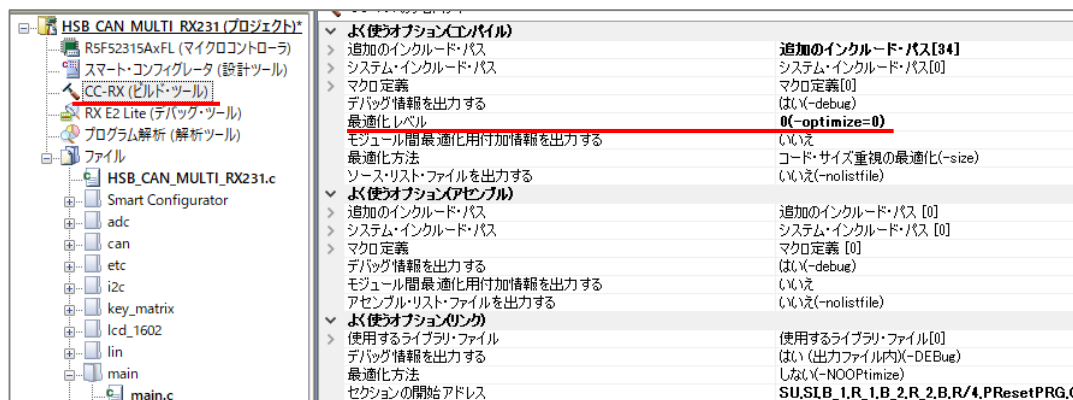 HSB_CAN_MULTI_RX231 (プロジェクト)*
R5F52315AxFL (マイクロコントローラ)
スマート・コンフィグレータ (設計ツール)
CC-RX (ビルド・ツール)
RX E2 Lite (デバッグ・ツール)
プログラム解析 (解析ツール)
ファイル
HSB_CAN_MULTI_RX231.c
Smart Configurator
adc
can
etc
i2c
key_matrix
lcd_1602
lin
main
main.c
よく使うオプション(コンパイル)
追加のインクルード・パス 追加のインクルード・パス[34]
システム・インクルード・パス システム・インクルード・パス[0]
マクロ定義 マクロ定義[0]
デバッグ情報を出力する はい(-debug)
最適化レベル 0(-optimize=0)
モジュール間最適化用付加情報を出力する いいえ
最適化方法 コード・サイズ重視の最適化(-size)
ソース・リスト・ファイルを出力する いいえ(-nolistfile)
よく使うオプション(アセンブル)
追加のインクルード・パス 追加のインクルード・パス [0]
システム・インクルード・パス システム・インクルード・パス [0]
マクロ定義 マクロ定義 [0]
デバッグ情報を出力する はい(-debug)
モジュール間最適化用付加情報を出力する いいえ
アセンブル・リスト・ファイルを出力する いいえ(-nolistfile)
よく使うオプション(リンク)
使用するライブラリ・ファイル 使用するライブラリ・ファイル[0]
デバッグ情報を出力する はい (出力ファイル内)(-DEBug)
最適化方法 しない(-NOOPtimize)
セクションの開始アドレス SU,SI,B_1,R_1,B_2,R_2,B,R/4,PResetPRG,